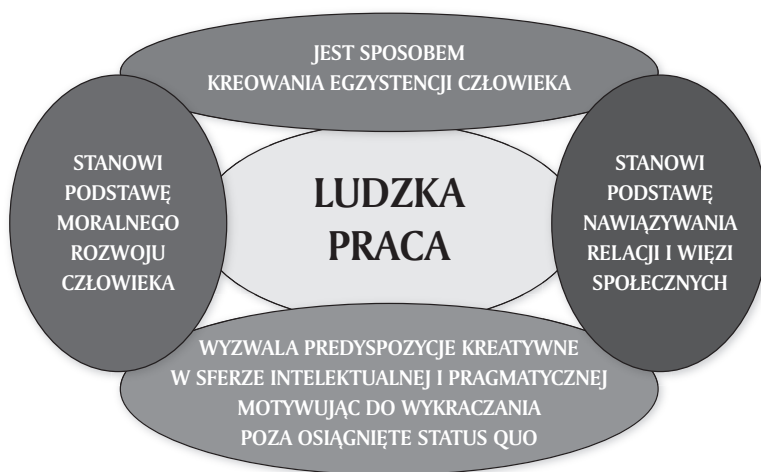 JEST SPOSOBEM
KREOWANIA EGZYSTENCJI CZŁOWIEKA
STANOWI
PODSTAWĘ
MORALNEGO
ROZWOJU
CZŁOWIEKA
LUDZKA
PRACA
STANOWI
PODSTAWĘ
NAWIĄZYWANIA
RELACJI I WIĘZI
SPOŁECZNYCH
WYZWALA PREDYSPOZYCJE KREATYWNE
W SFERZE INTELEKTUALNEJ I PRAGMATYCZNEJ
MOTYWUJĄC DO WYKRACZANIA
POZA OSIĄGNIĘTE STATUS QUO